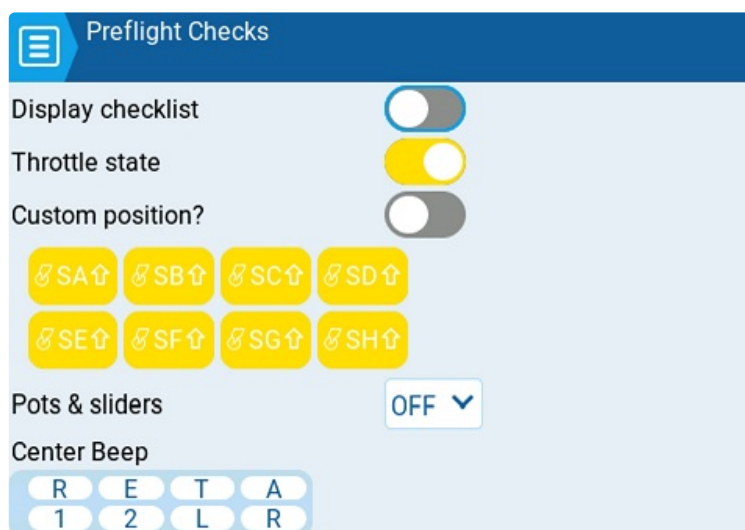 Preflight Checks
Display checklist
Throttle state
Custom position?
SA⇧ SB⇧ SC⇧ SD⇧
SE⇧ SF⇧ SG⇧ SH⇧
Pots & sliders OFF
Center Beep
R E T A
1 2 L R